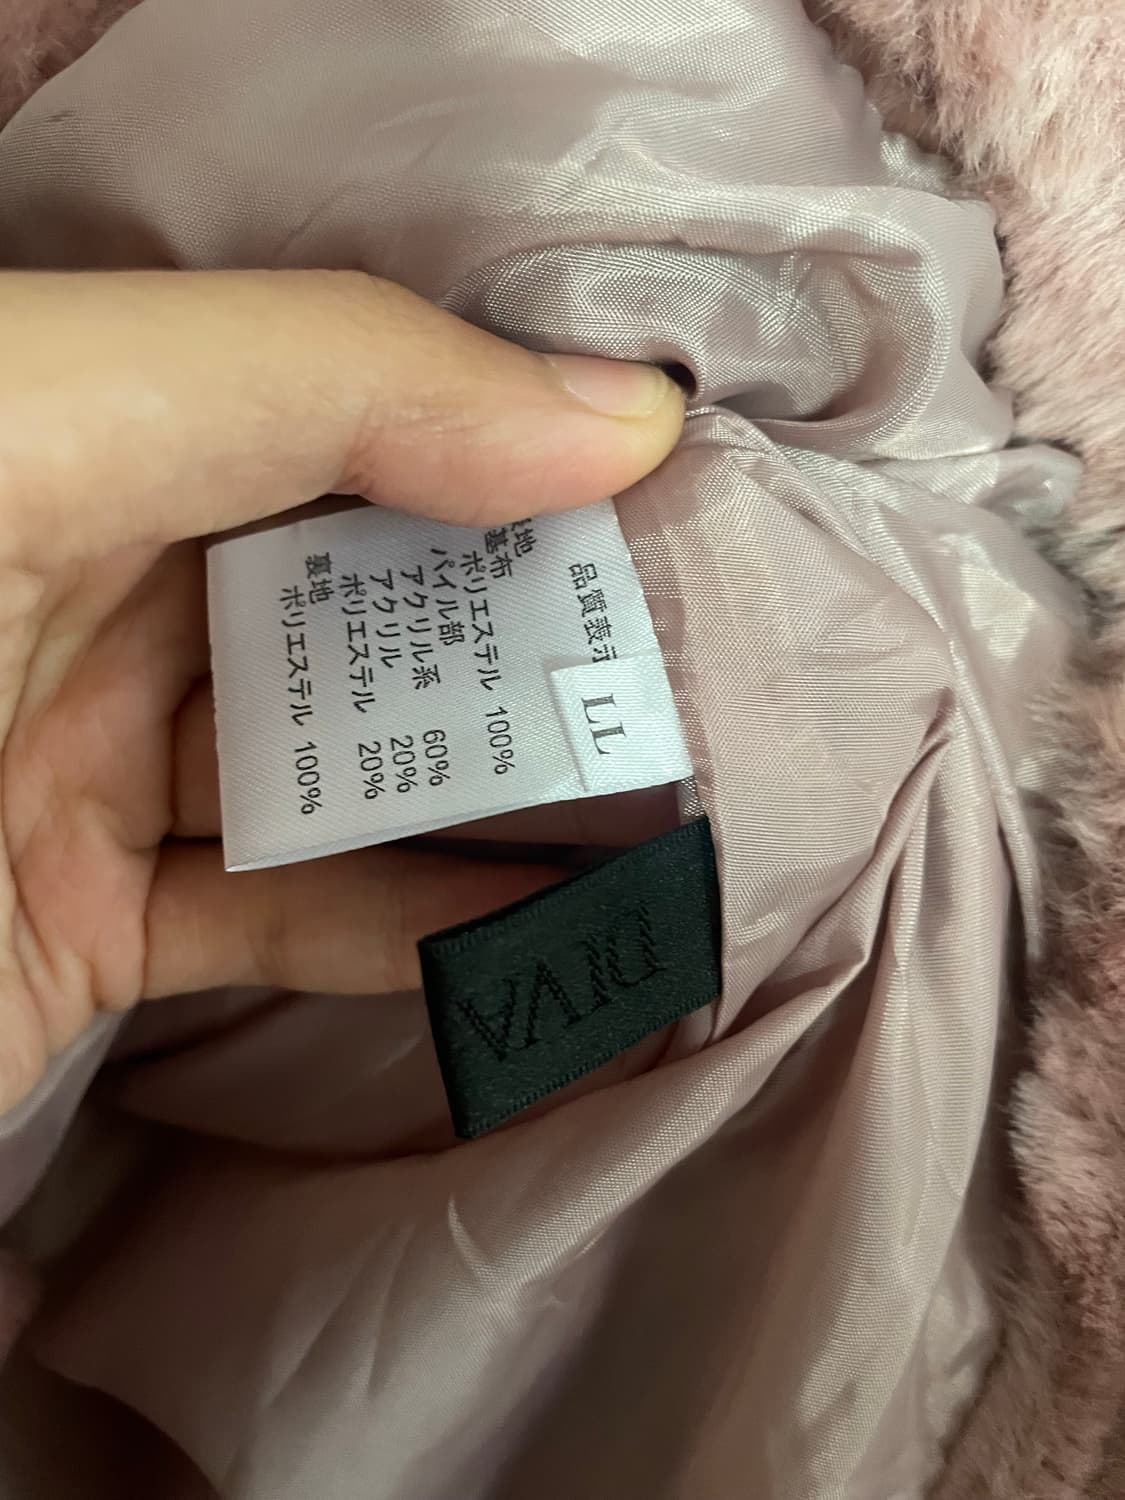 品質表示
LL
表地
基布
ポリエステル 100%
パイル部
アクリル系 60%
アクリル 20%
ポリエステル 20%
裏地
ポリエステル 100%